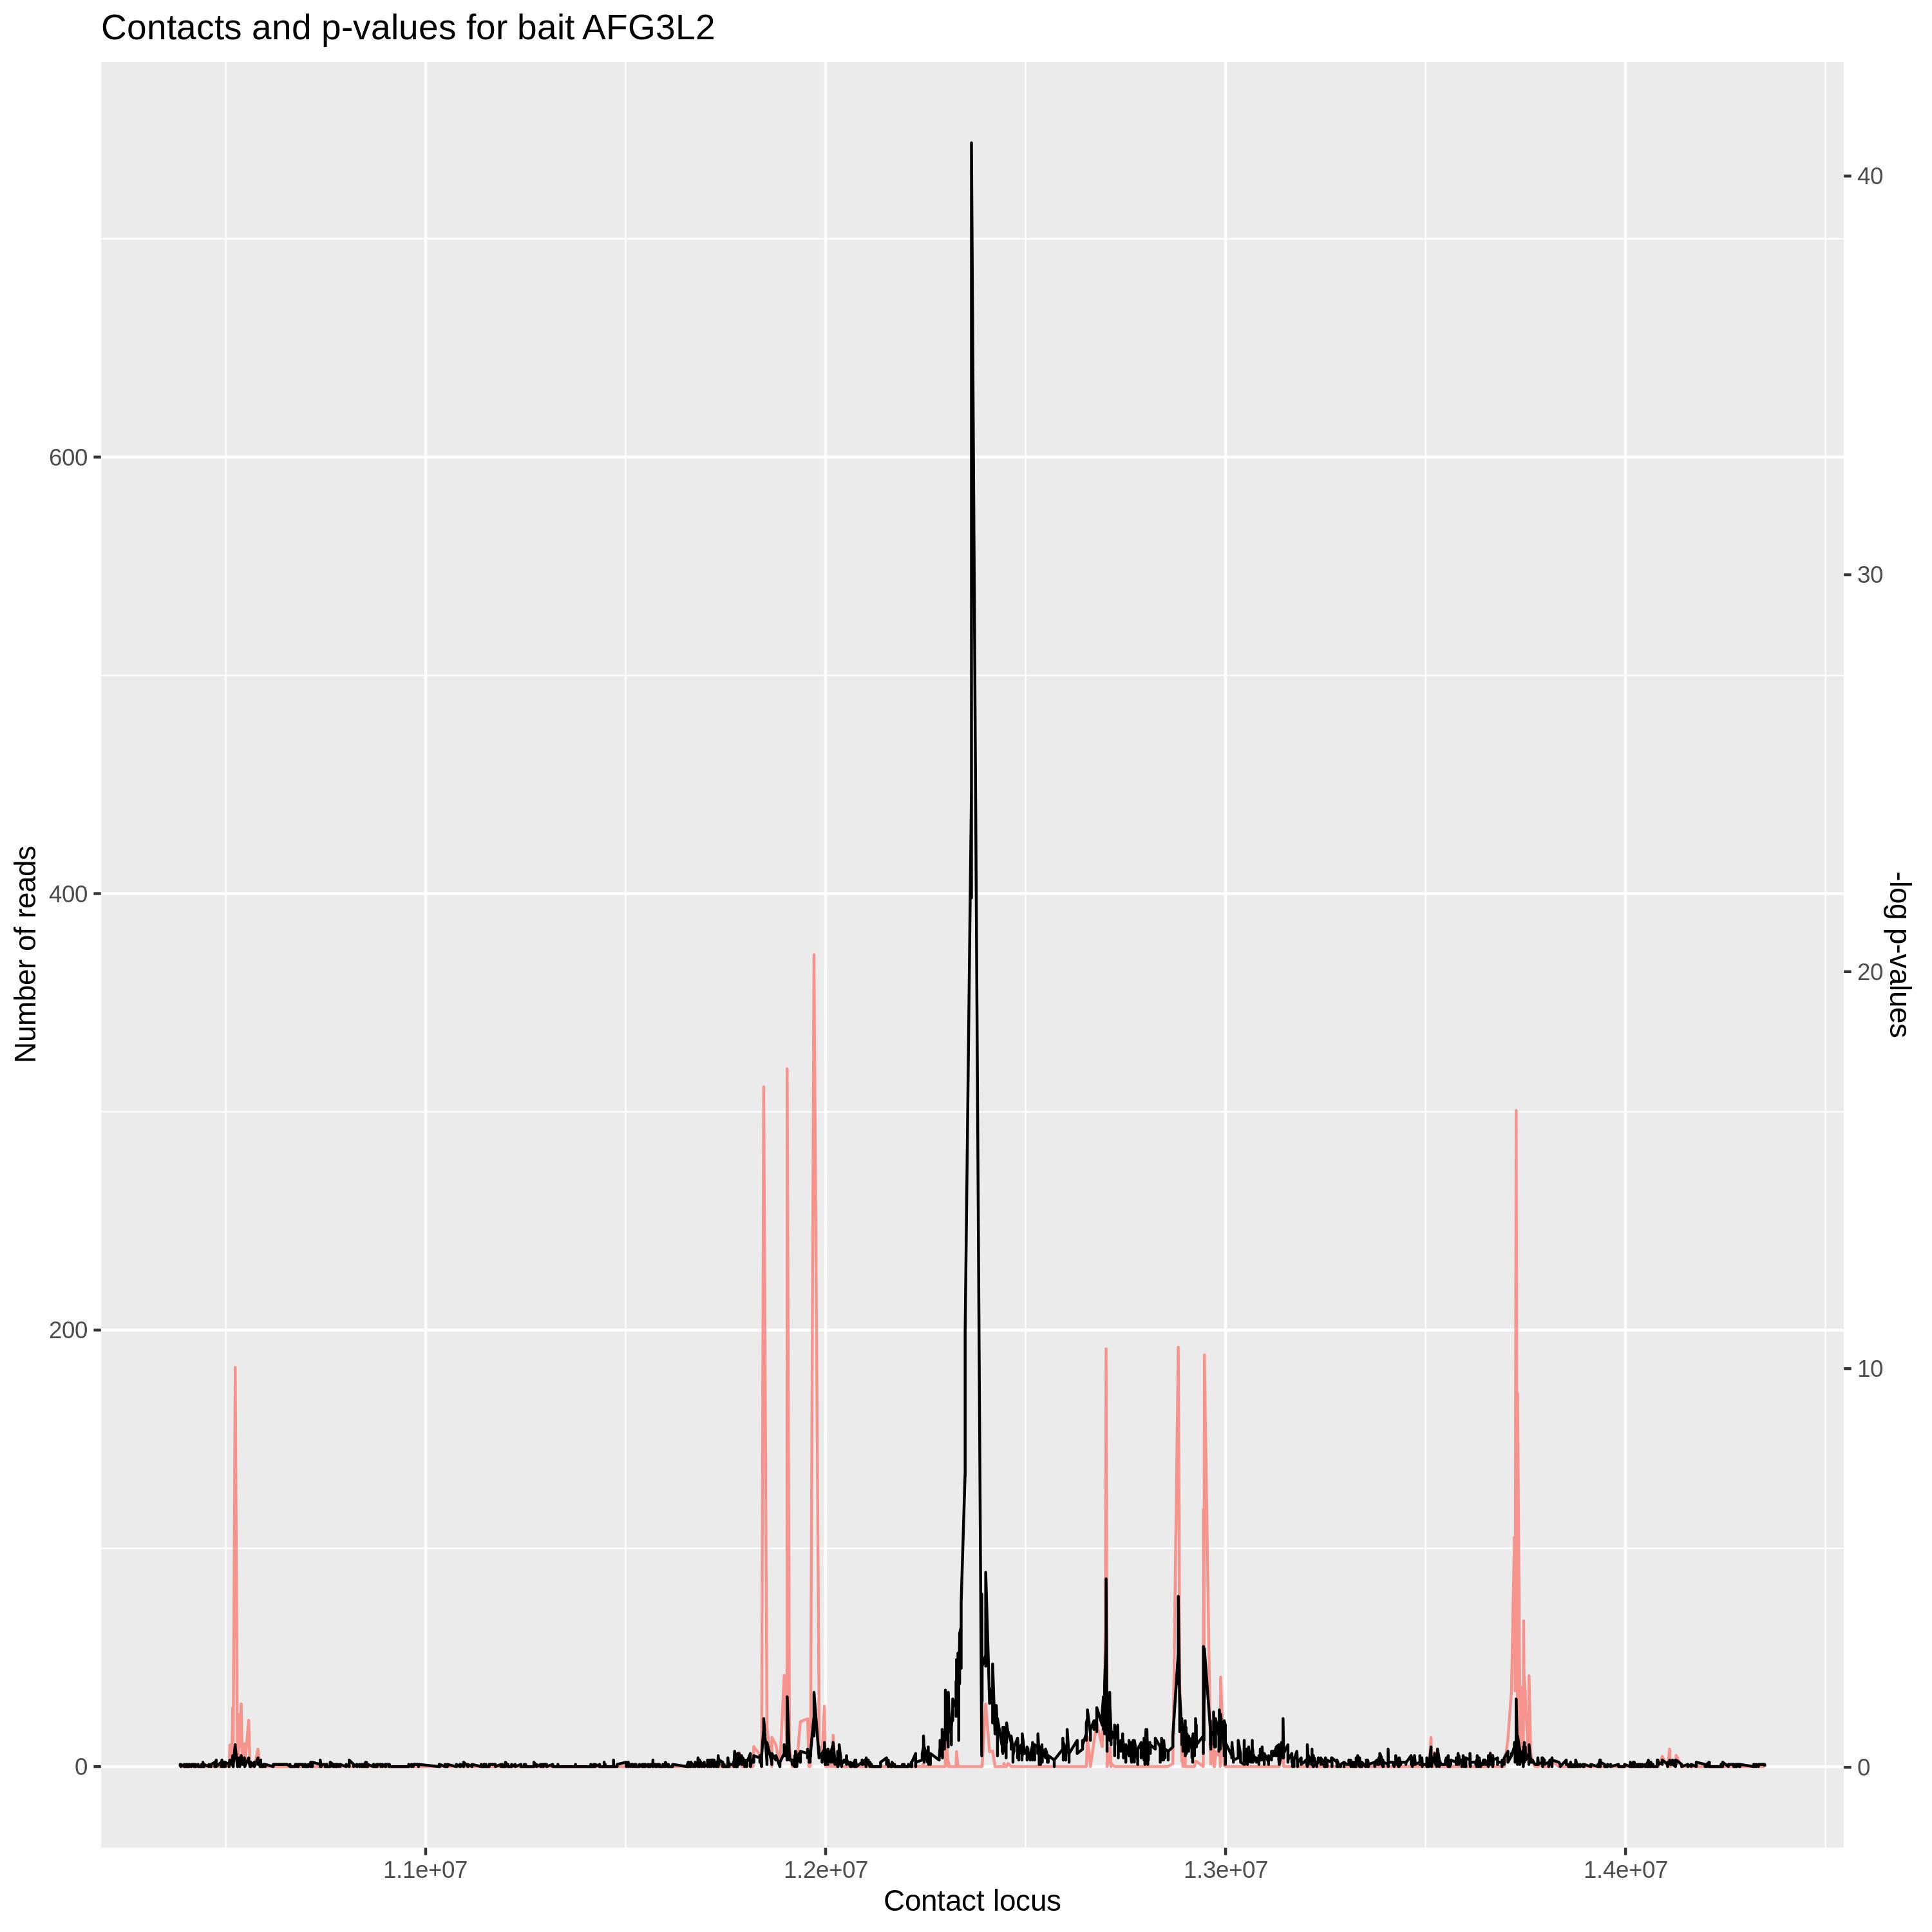 Contacts and p-values for bait AFG3L2
Number of reads
600
400
200
0
40
30
20
10
0
-log p-values
1.1e+07
1.2e+07
1.3e+07
1.4e+07
Contact locus